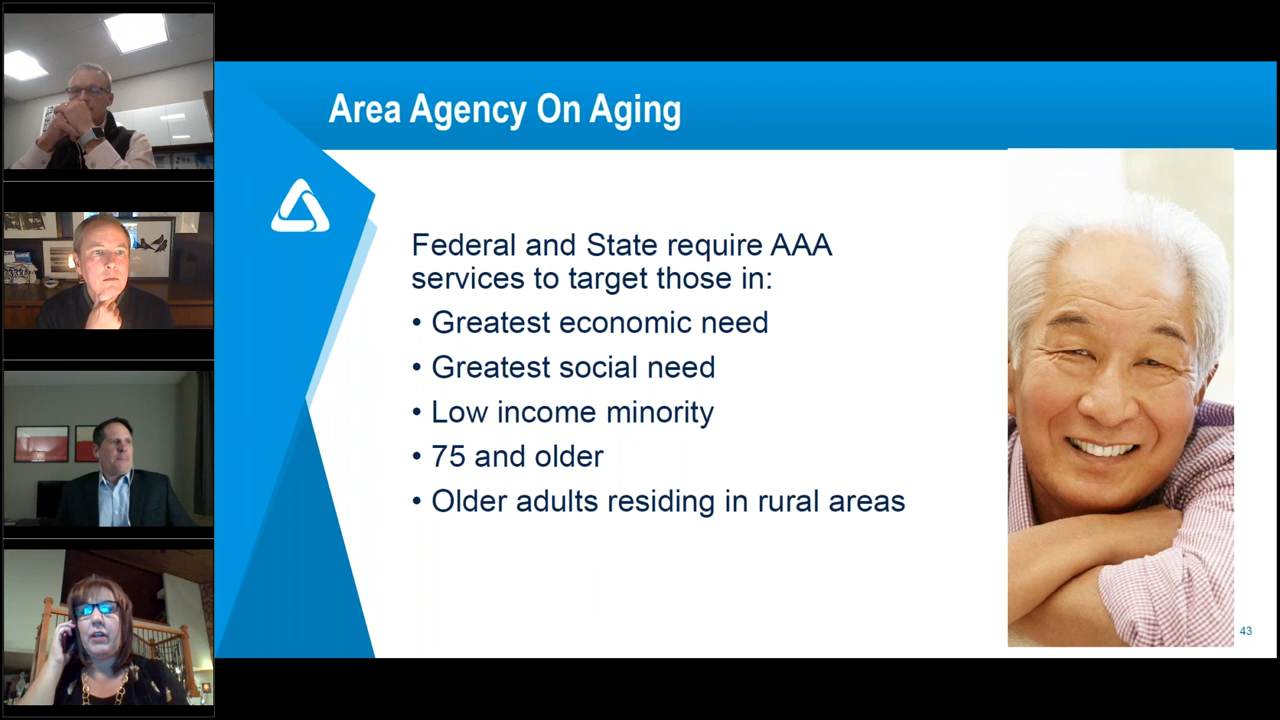 Area Agency On Aging
Federal and State require AAA
services to target those in:
• Greatest economic need
• Greatest social need
• Low income minority
• 75 and older
• Older adults residing in rural areas
43